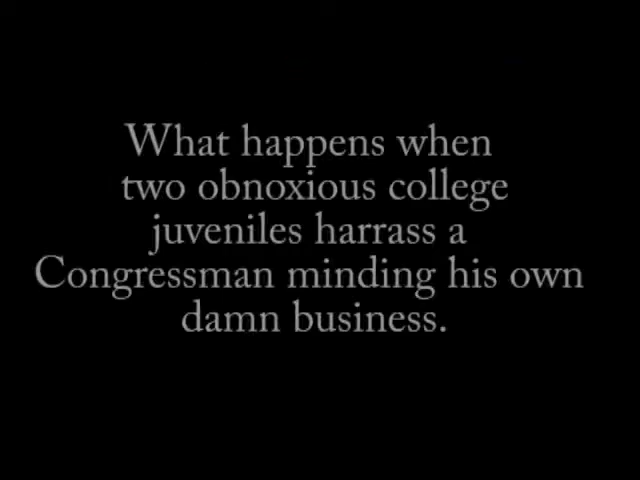 What happens when
two obnoxious college
juveniles harrass a
Congressman minding his own
damn business.